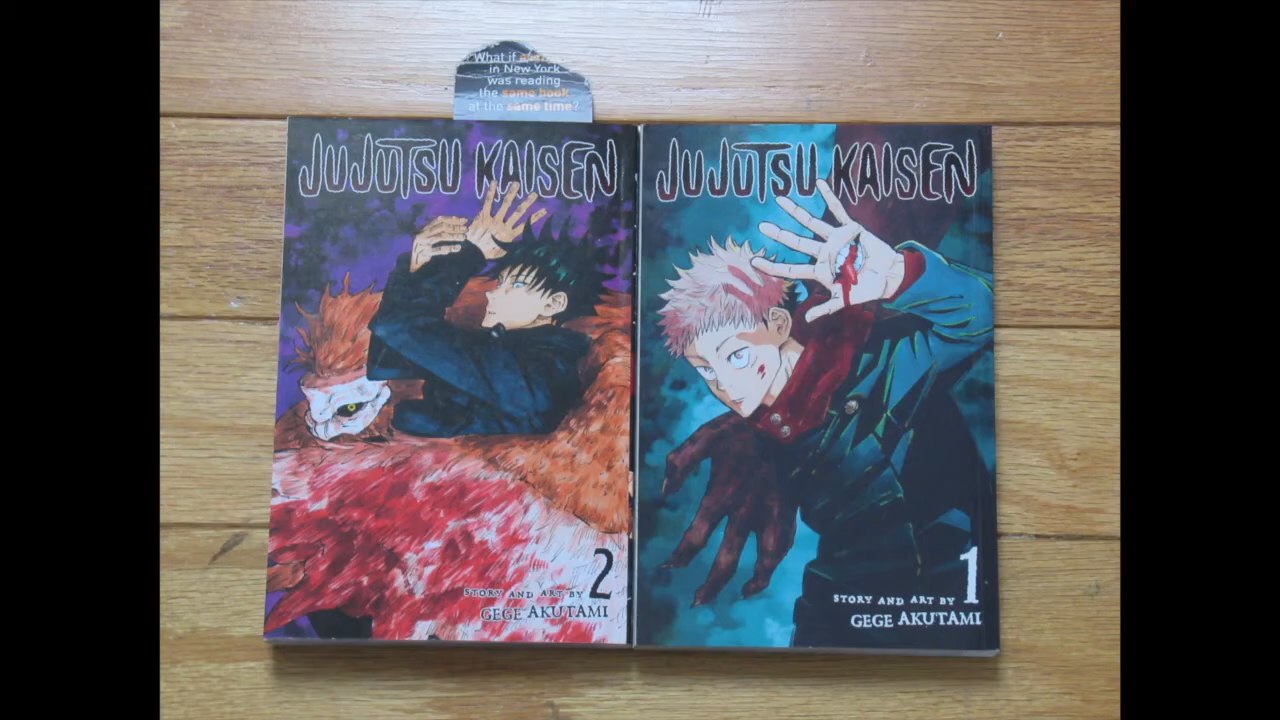 What if
in New York
was reading
the same book
at the same time?
JUJUTSU KAISEN
2
STORY AND ART BY
GEGE AKUTAMI
JUJUTSU KAISEN
1
STORY AND ART BY
GEGE AKUTAMI